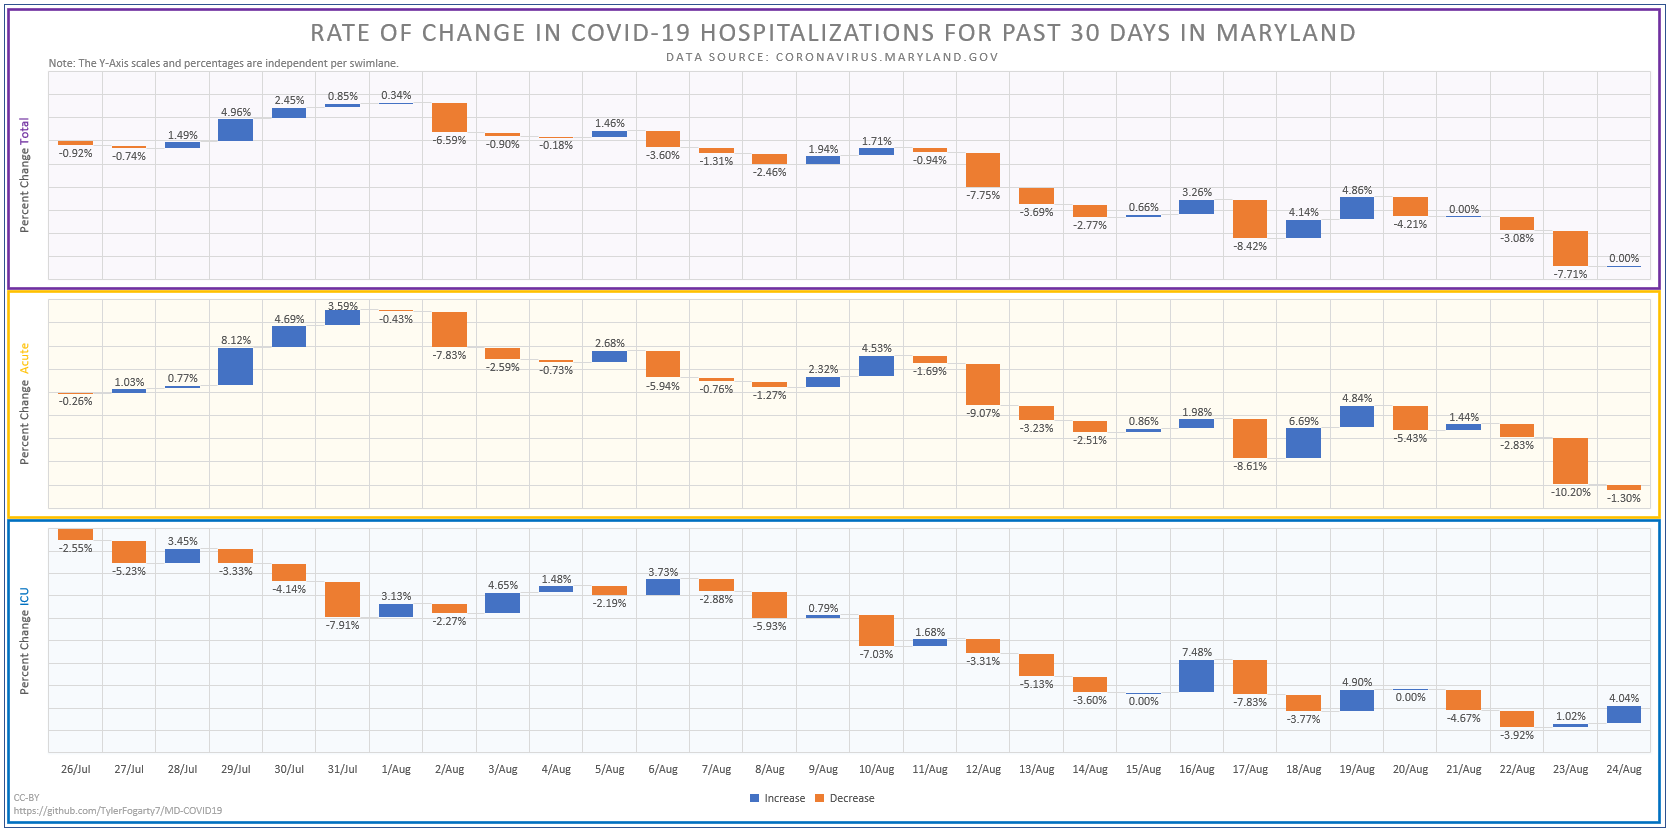 RATE OF CHANGE IN COVID-19 HOSPITALIZATIONS FOR PAST 30 DAYS IN MARYLAND
DATA SOURCE: CORONAVIRUS.MARYLAND.GOV
Note: The Y-Axis scales and percentages are independent per swimlane.
Percent Change Total
-0.92% -0.74% 1.49% 4.96% 2.45% 0.85% 0.34% -6.59% -0.90% -0.18% 1.46% -3.60% -1.31% -2.46% 1.94% 1.71% -0.94% -7.75% -3.69% -2.77% 0.66% 3.26% -8.42% 4.14% 4.86% -4.21% 0.00% -3.08% -7.71% 0.00%
Percent Change Acute
-0.26% 1.03% 0.77% 8.12% 4.69% 3.59% -0.43% -7.83% -2.59% -0.73% 2.68% -5.94% -0.76% -1.27% 2.32% 4.53% -1.69% -9.07% -3.23% -2.51% 0.86% 1.98% -8.61% 6.69% 4.84% -5.43% 1.44% -2.83% -10.20% -1.30%
Percent Change ICU
-2.55% -5.23% 3.45% -3.33% -4.14% -7.91% 3.13% -2.27% 4.65% 1.48% -2.19% 3.73% -2.88% -5.93% 0.79% -7.03% 1.68% -3.31% -5.13% -3.60% 0.00% 7.48% -7.83% -3.77% 4.90% 0.00% -4.67% -3.92% 1.02% 4.04%
26/Jul 27/Jul 28/Jul 29/Jul 30/Jul 31/Jul 1/Aug 2/Aug 3/Aug 4/Aug 5/Aug 6/Aug 7/Aug 8/Aug 9/Aug 10/Aug 11/Aug 12/Aug 13/Aug 14/Aug 15/Aug 16/Aug 17/Aug 18/Aug 19/Aug 20/Aug 21/Aug 22/Aug 23/Aug 24/Aug
Increase Decrease
CC-BY
https://github.com/TylerFogarty7/MD-COVID19